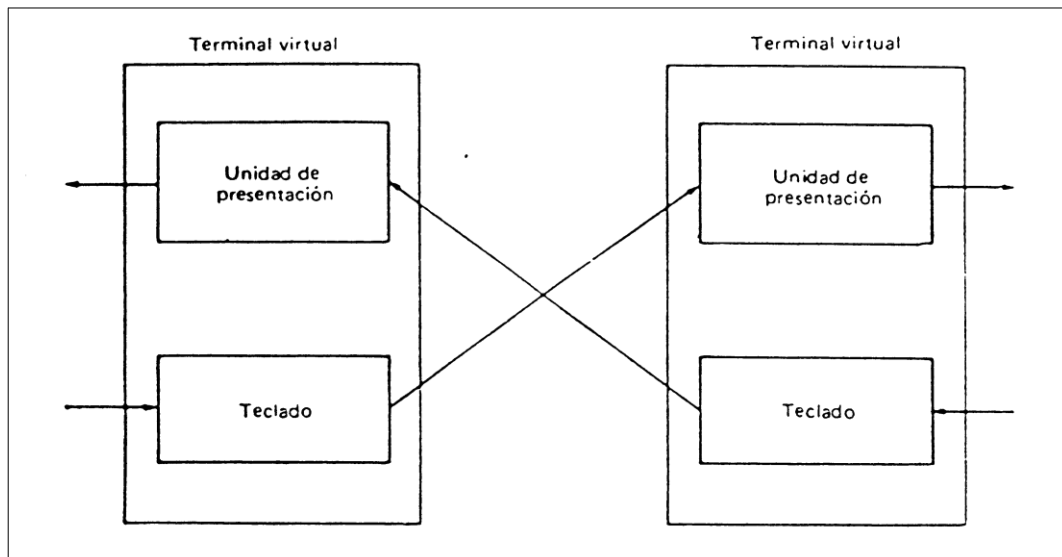 Terminal virtual
Terminal virtual
Unidad de
presentación
Unidad de
presentación
Teclado
Teclado